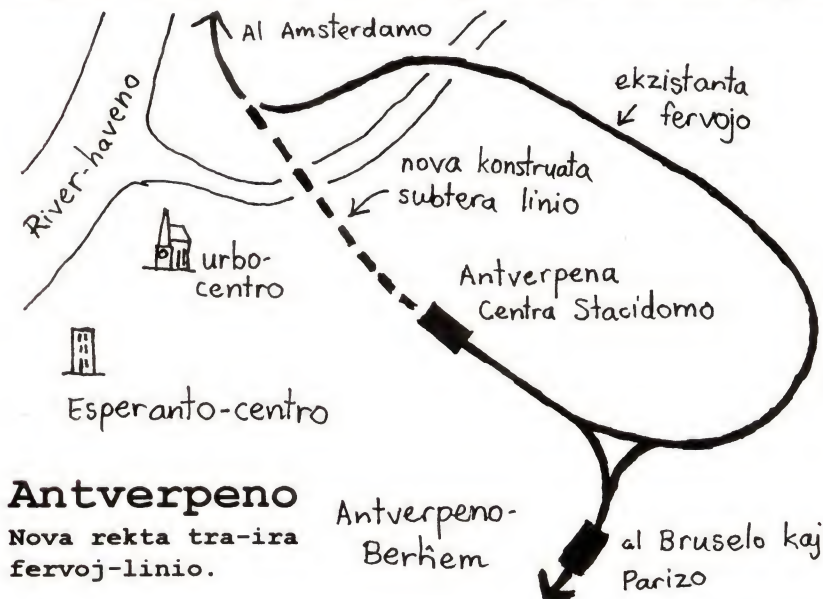 Al Amsterdamo
River-haveno
ekzistanta
fervojo
nova konstruata
subtera linio
urbo-
centro
Antverpena
Centra Stacidomo
Esperanto-centro
Antverpeno
Nova rekta tra-ira
fervoj-linio.
Antverpeno-
Berĥem
al Bruselo kaj
Parizo